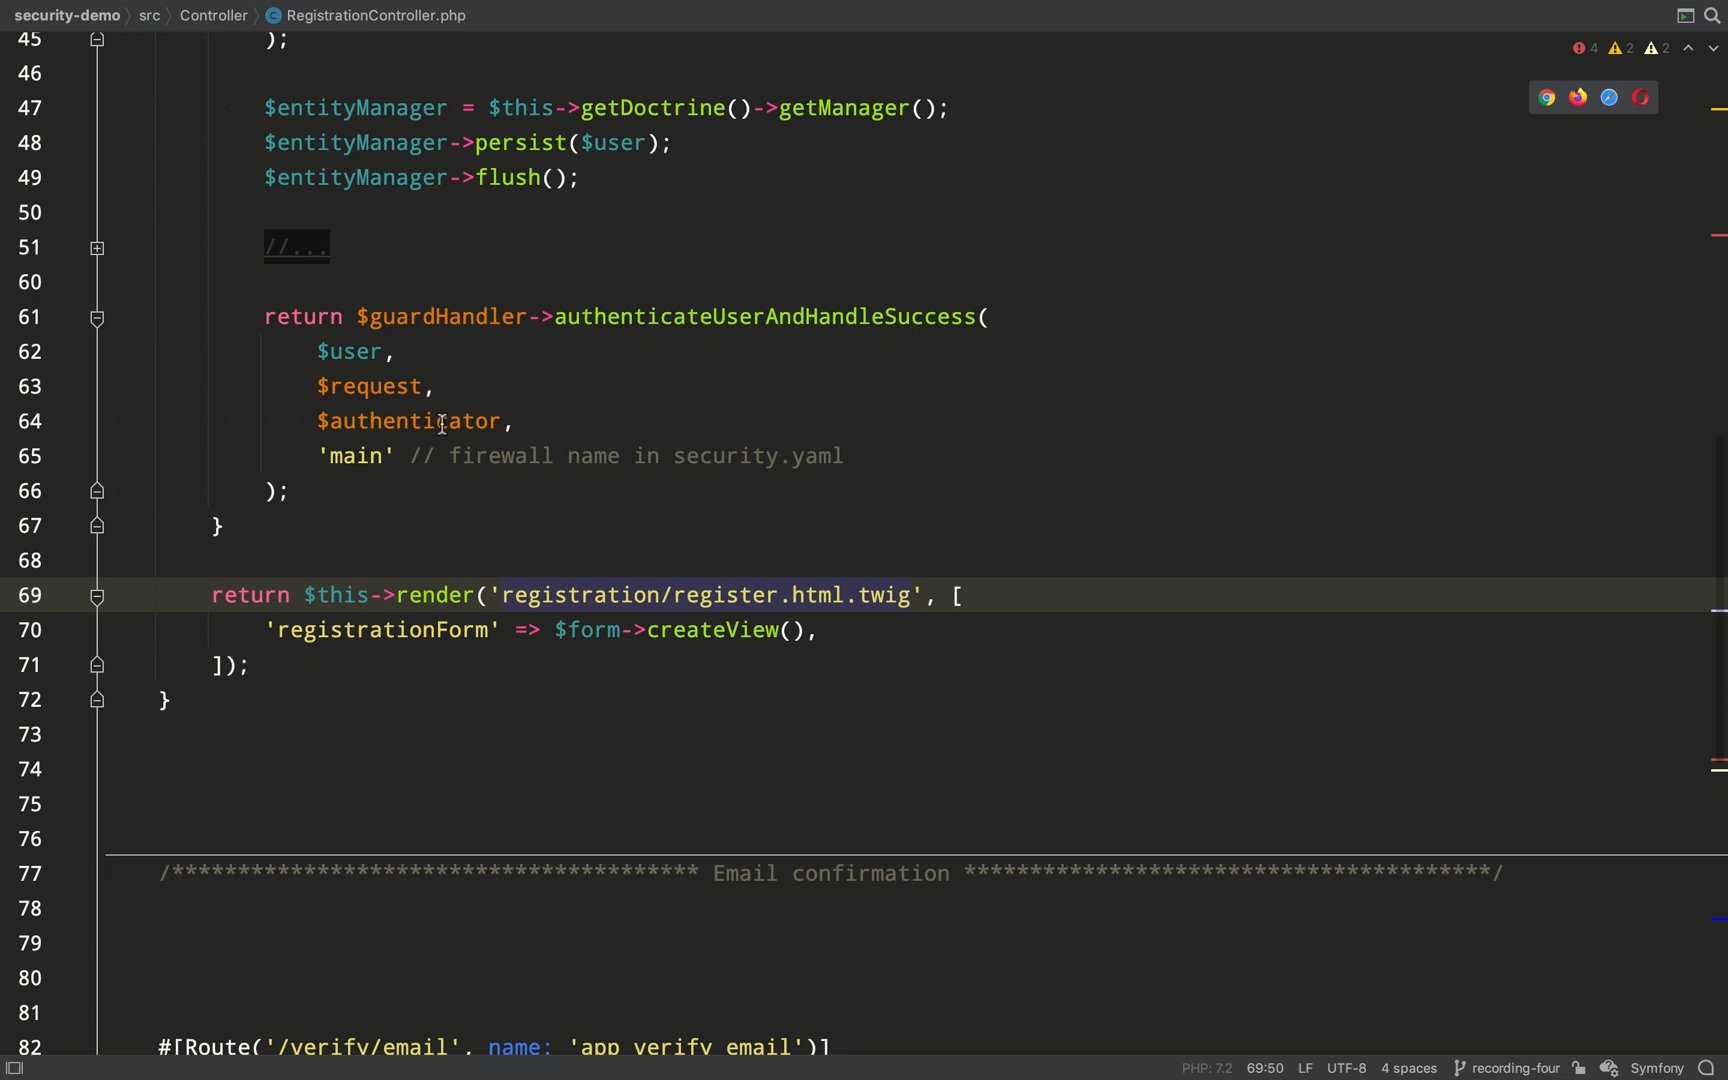 security-demo 〉 src 〉 Controller 〉 RegistrationController.php
4 2 2
45 );
46
47 $entityManager = $this->getDoctrine()->getManager();
48 $entityManager->persist($user);
49 $entityManager->flush();
50
51 //...
60
61 return $guardHandler->authenticateUserAndHandleSuccess(
62 $user,
63 $request,
64 $authenticator,
65 'main' // firewall name in security.yaml
66 );
67 }
68
69 return $this->render('registration/register.html.twig', [
70 'registrationForm' => $form->createView(),
71 ]);
72 }
73
74
75
76
77 /**************************************** Email confirmation ****************************************/
78
79
80
81
82 #[Route('/verify/email', name: 'app_verify_email')]
PHP: 7.2 69:50 LF UTF-8 4 spaces recording-four Symfony